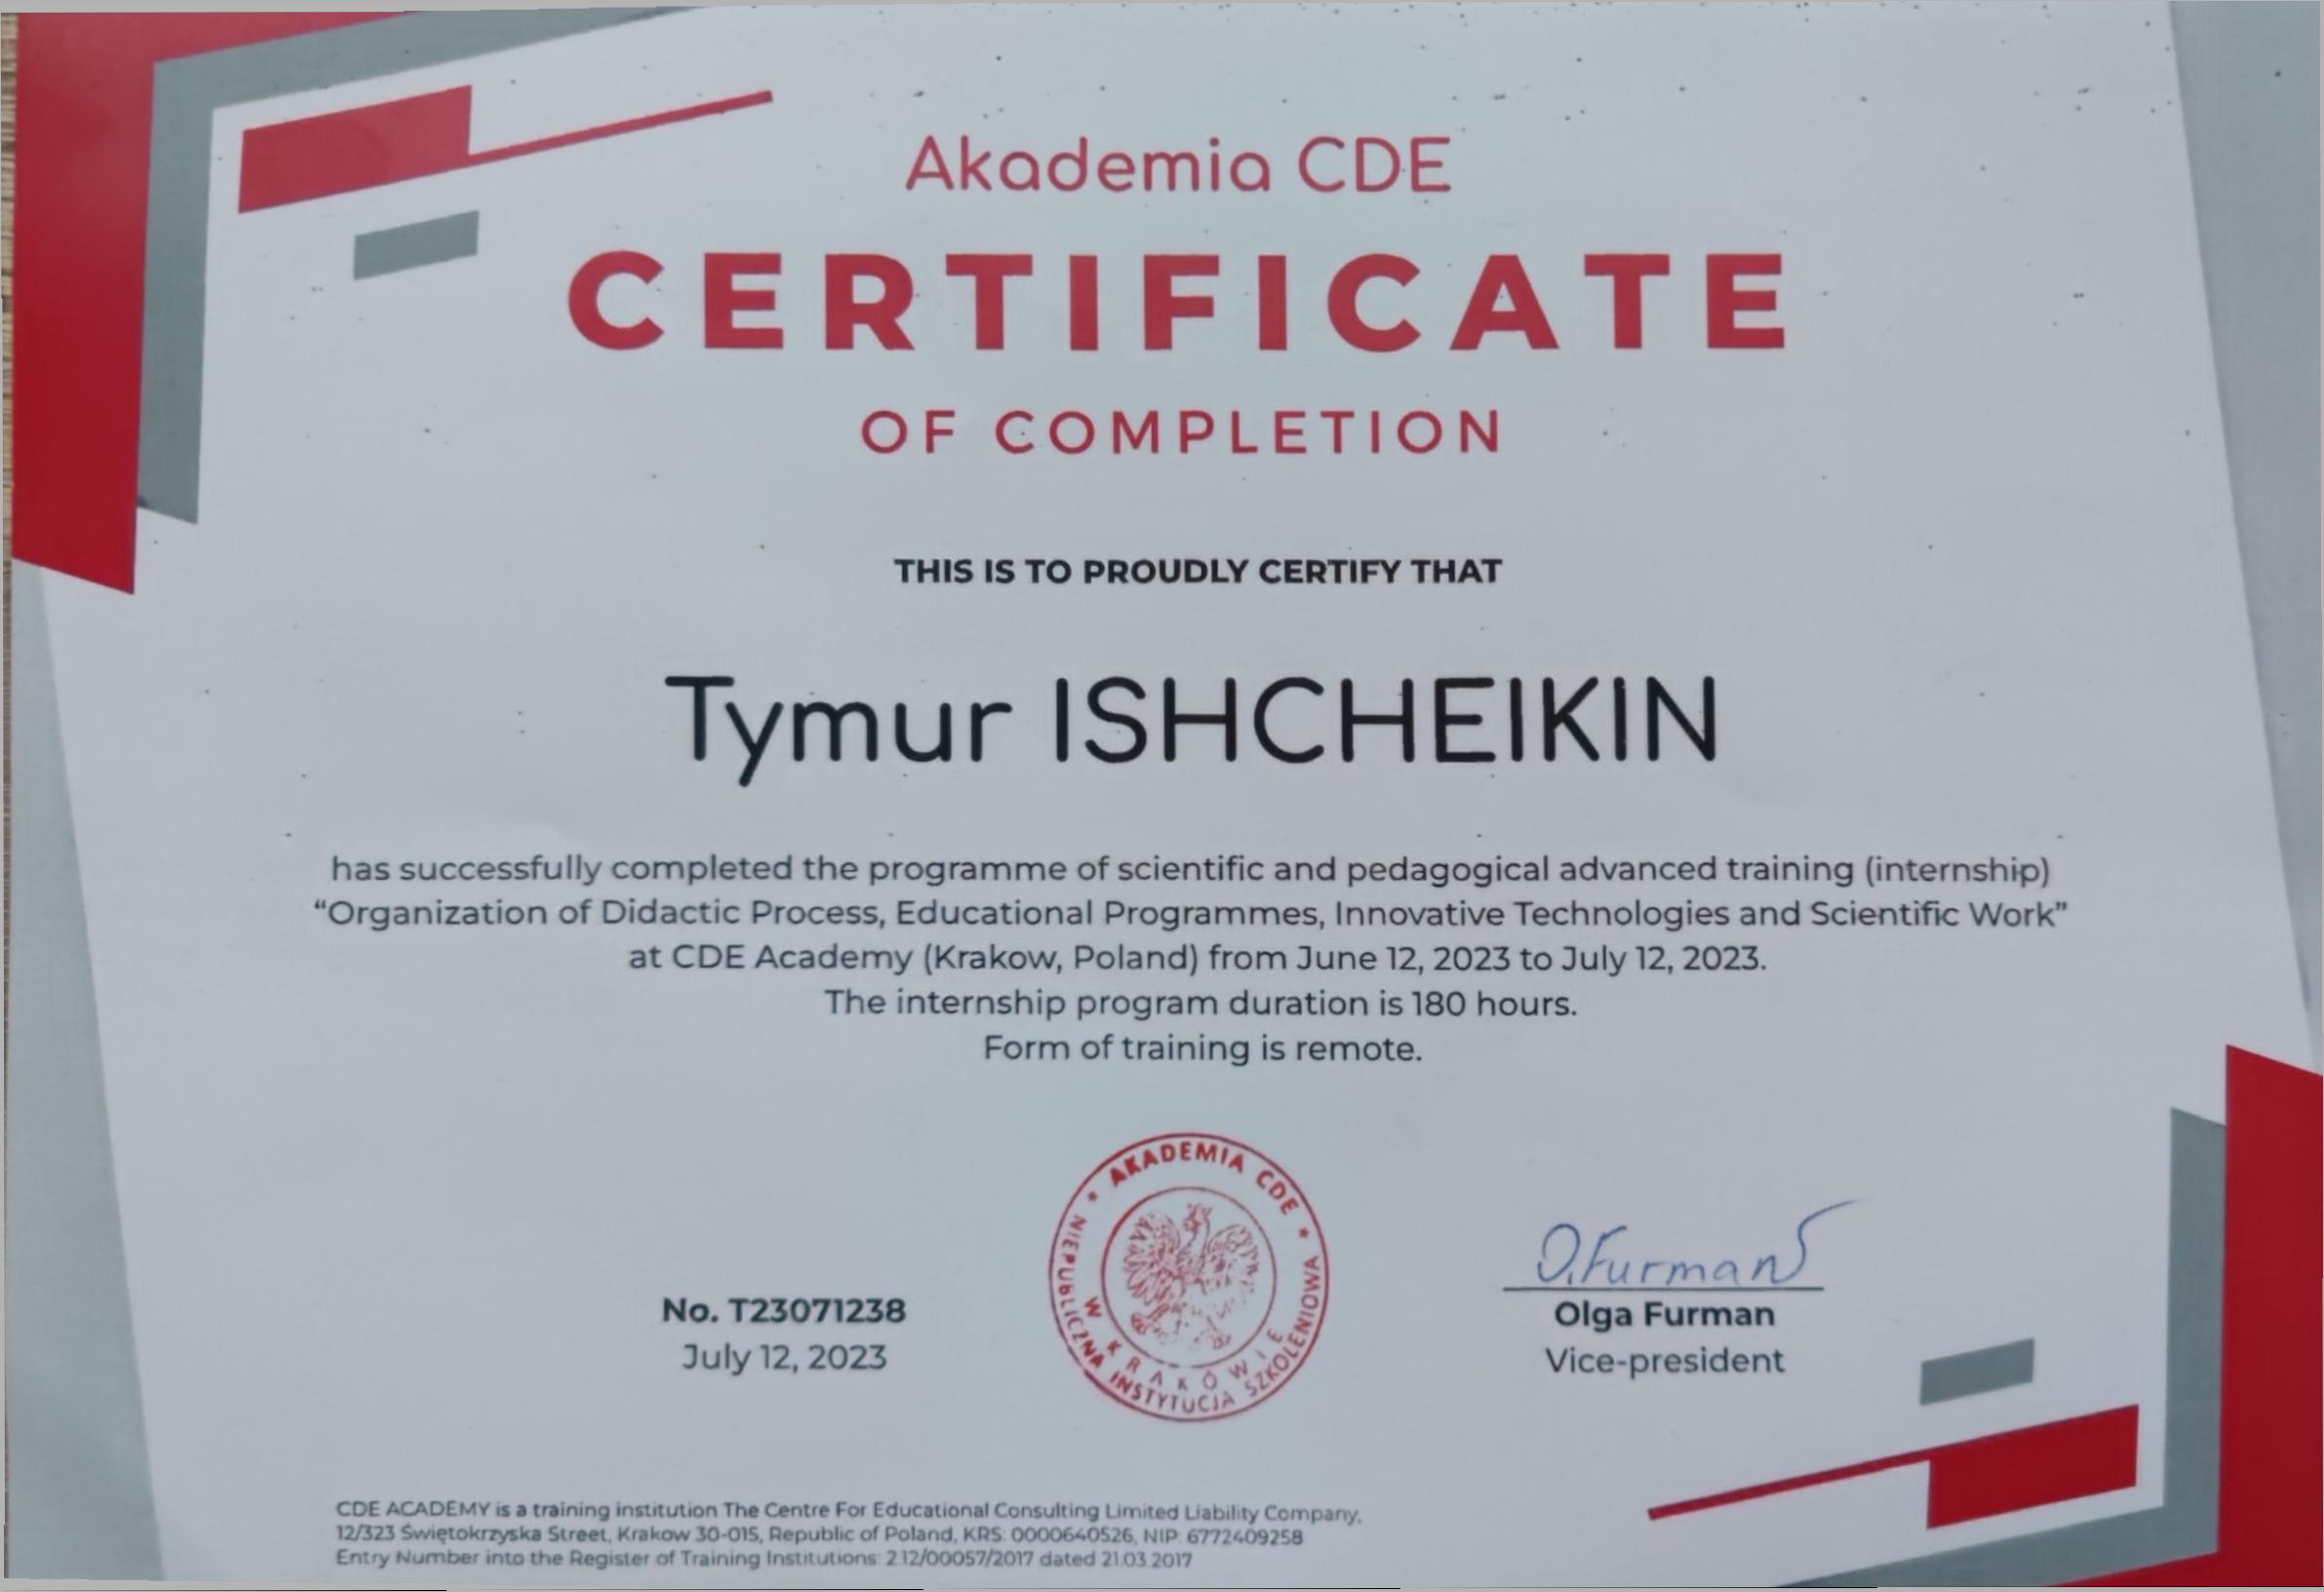 Akademia CDE
CERTIFICATE
OF COMPLETION
THIS IS TO PROUDLY CERTIFY THAT
Tymur ISHCHEIKIN
has successfully completed the programme of scientific and pedagogical advanced training (internship)
“Organization of Didactic Process, Educational Programmes, Innovative Technologies and Scientific Work”
at CDE Academy (Krakow, Poland) from June 12, 2023 to July 12, 2023.
The internship program duration is 180 hours.
Form of training is remote.
* AKADEMIA CDE *
NIEPUBLICZNA INSTYTUCJA SZKOLENIOWA
W KRAKÓWIE
No. T23071238
July 12, 2023
O.Furman
Olga Furman
Vice-president
CDE ACADEMY is a training institution The Centre For Educational Consulting Limited Liability Company,
12/323 Świętokrzyska Street, Krakow 30-015, Republic of Poland, KRS: 0000640526, NIP: 6772409258
Entry Number into the Register of Training Institutions: 2.12/00057/2017 dated 21.03.2017